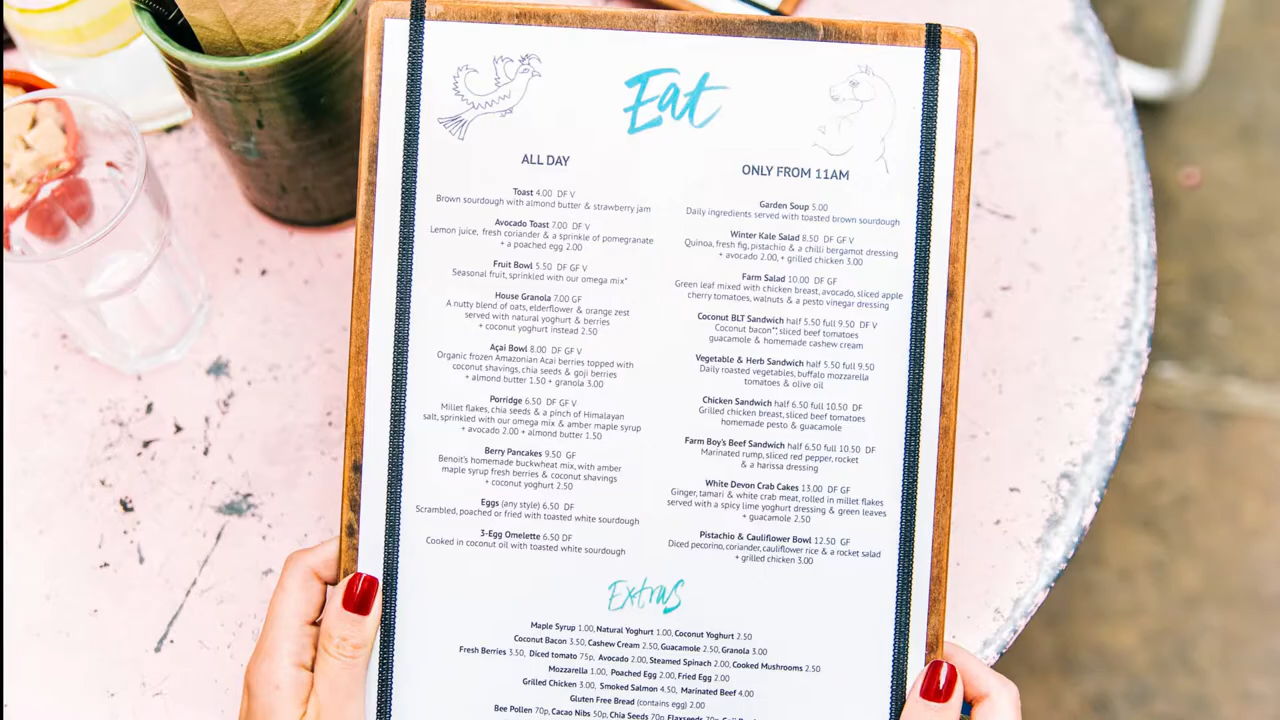 Eat
ALL DAY
Toast 4.00 DF V
Brown sourdough with almond butter & strawberry jam
Avocado Toast 7.00 DF V
Lemon juice, fresh coriander & a sprinkle of pomegranate
+ a poached egg 2.00
Fruit Bowl 5.50 DF GF V
Seasonal fruit, sprinkled with our omega mix*
House Granola 7.00 GF
A nutty blend of oats, elderflower & orange zest
served with natural yoghurt & berries
+ coconut yoghurt instead 2.50
Açai Bowl 8.00 DF GF V
Organic frozen Amazonian Acai berries topped with
coconut shavings, chia seeds & goji berries
+ almond butter 1.50 + granola 3.00
Porridge 6.50 DF GF V
Millet flakes, chia seeds & a pinch of Himalayan
salt, sprinkled with our omega mix & amber maple syrup
+ avocado 2.00 + almond butter 1.50
Berry Pancakes 9.50 GF
Benoit's homemade buckwheat mix, with amber
maple syrup fresh berries & coconut shavings
+ coconut yoghurt 2.50
Eggs (any style) 6.50 DF
Scrambled, poached or fried with toasted white sourdough
3-Egg Omelette 6.50 DF
Cooked in coconut oil with toasted white sourdough
ONLY FROM 11AM
Garden Soup 5.00
Daily ingredients served with toasted brown sourdough
Winter Kale Salad 8.50 DF GF V
Quinoa, fresh fig, pistachio & a chilli bergamot dressing
+ avocado 2.00, + grilled chicken 3.00
Farm Salad 10.00 DF GF
Green leaf mixed with chicken breast, avocado, sliced apple
cherry tomatoes, walnuts & a pesto vinegar dressing
Coconut BLT Sandwich half 5.50 full 9.50 DF V
Coconut bacon**, sliced beef tomatoes
guacamole & homemade cashew cream
Vegetable & Herb Sandwich half 5.50 full 9.50
Daily roasted vegetables, buffalo mozzarella
tomatoes & olive oil
Chicken Sandwich half 6.50 full 10.50 DF
Grilled chicken breast, sliced beef tomatoes
homemade pesto & guacamole
Farm Boy's Beef Sandwich half 6.50 full 10.50 DF
Marinated rump, sliced red pepper, rocket
& a harissa dressing
White Devon Crab Cakes 13.00 DF GF
Ginger, tamari & white crab meat, rolled in millet flakes
served with a spicy lime yoghurt dressing & green leaves
+ guacamole 2.50
Pistachio & Cauliflower Bowl 12.50 GF
Diced pecorino, coriander, cauliflower rice & a rocket salad
+ grilled chicken 3.00
Extras
Maple Syrup 1.00, Natural Yoghurt 1.00, Coconut Yoghurt 2.50
Coconut Bacon 3.50, Cashew Cream 2.50, Guacamole 2.50, Granola 3.00
Fresh Berries 3.50, Diced tomato 75p, Avocado 2.00, Steamed Spinach 2.00, Cooked Mushrooms 2.50
Mozzarella 1.00, Poached Egg 2.00, Fried Egg 2.00
Grilled Chicken 3.00, Smoked Salmon 4.50, Marinated Beef 4.00
Gluten Free Bread (contains egg) 2.00
Bee Pollen 70p, Cacao Nibs 50p, Chia Seeds 70p, Flaxseeds